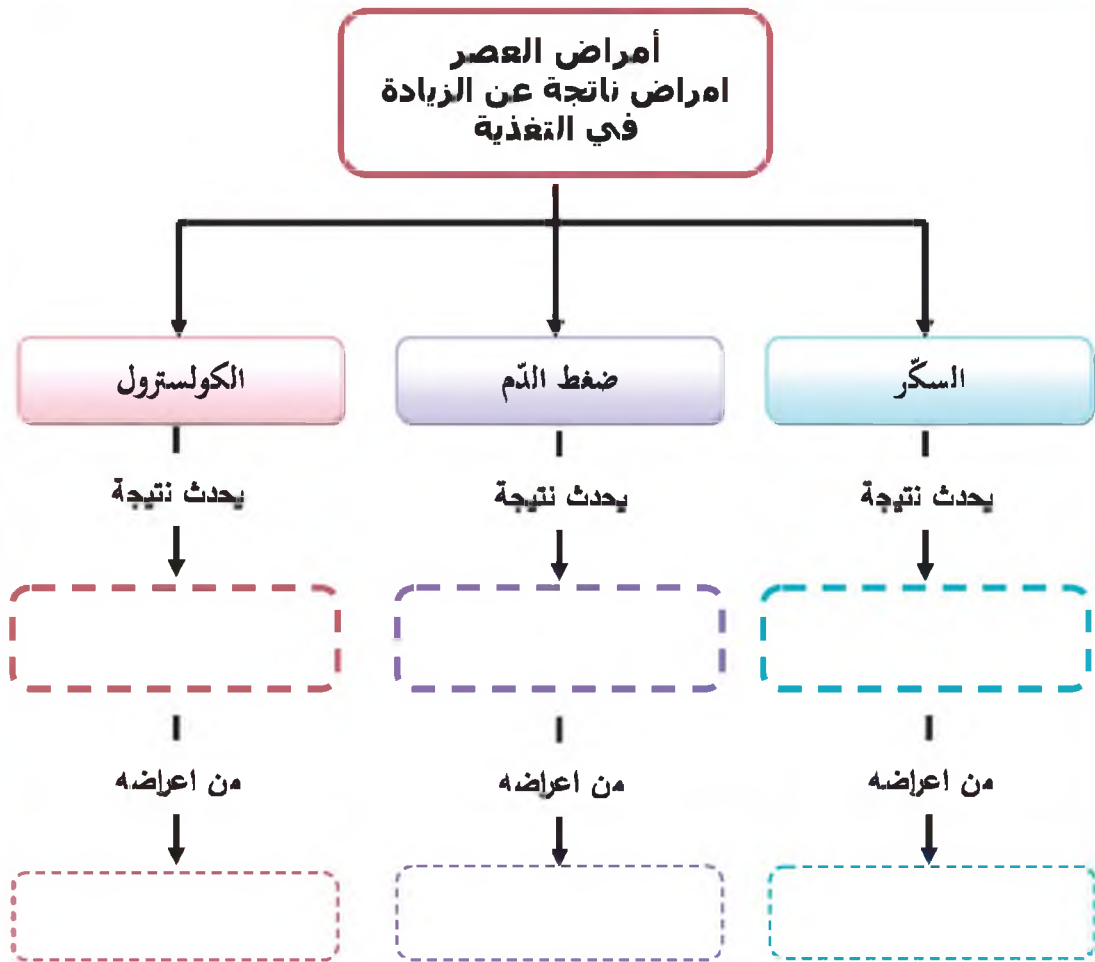 أمراض العصر
امراض ناتجة عن الزيادة
في التغذية
السكّر
ضغط الدّم
الكولسترول
يحدث نتيجة
يحدث نتيجة
يحدث نتيجة
من اعراضه
من اعراضه
من اعراضه